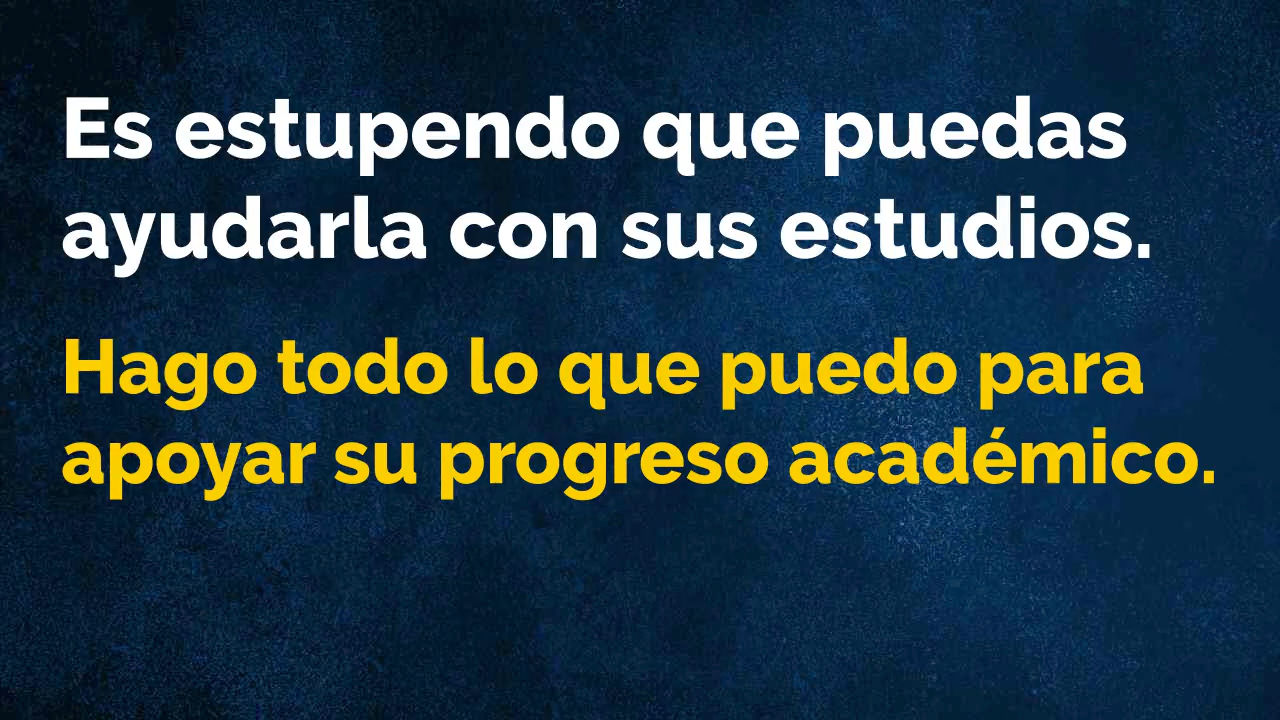 Es estupendo que puedas
ayudarla con sus estudios.
Hago todo lo que puedo para
apoyar su progreso académico.